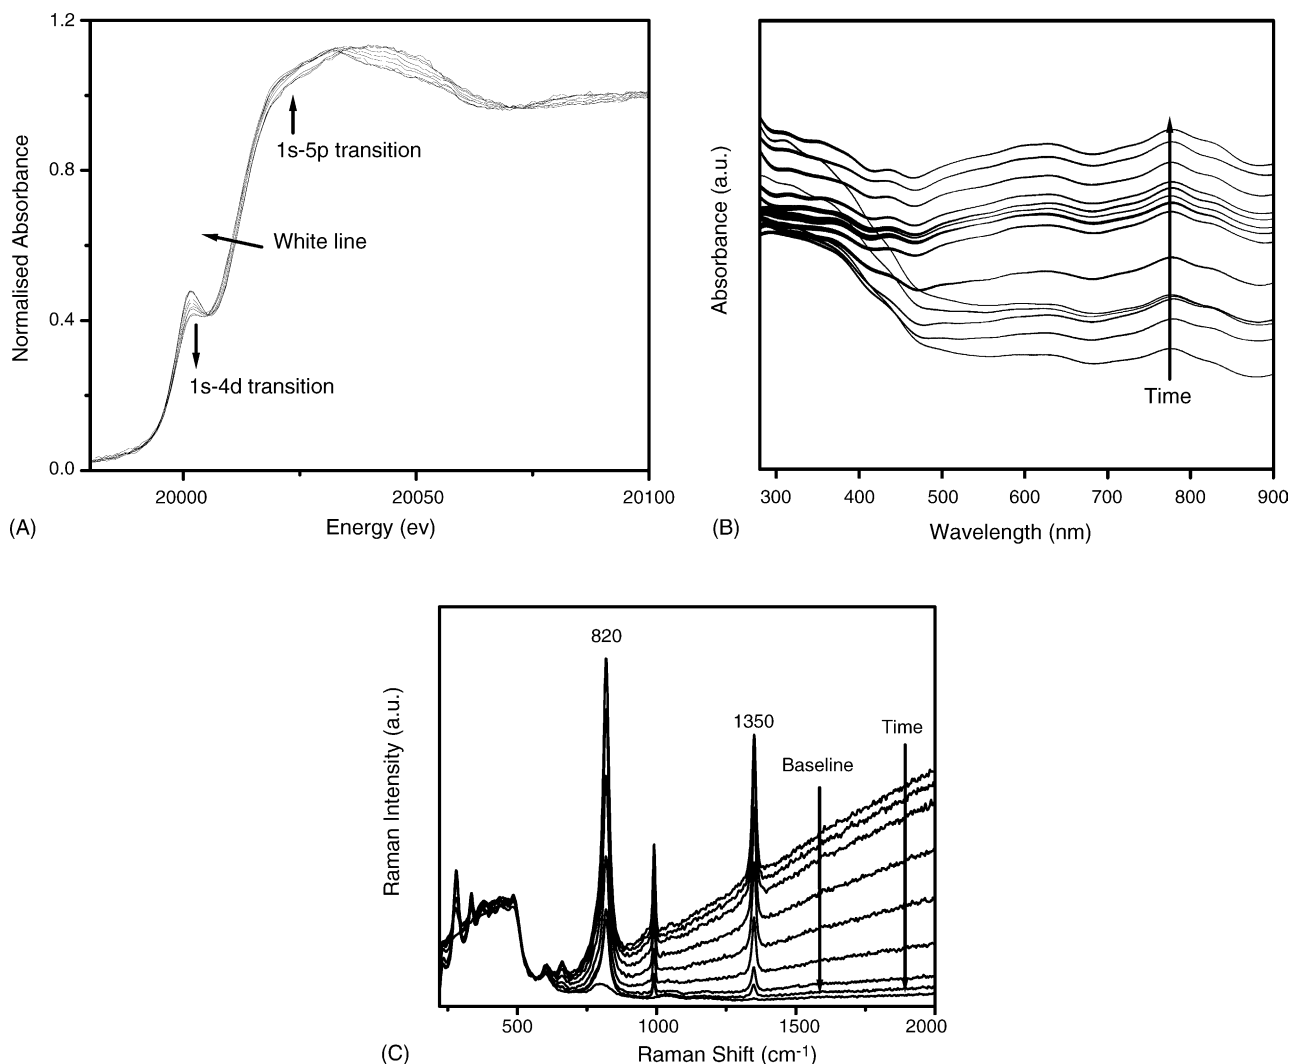 1.2
0.8
0.4
0.0
Normalised Absorbance
1s-5p transition
White line
1s-4d transition
20000
20050
20100
Energy (ev)
(A)
Absorbance (a.u.)
Time
300
400
500
600
700
800
900
Wavelength (nm)
(B)
820
1350
Time
Baseline
Raman Intensity (a.u.)
500
1000
1500
2000
Raman Shift (cm⁻¹)
(C)